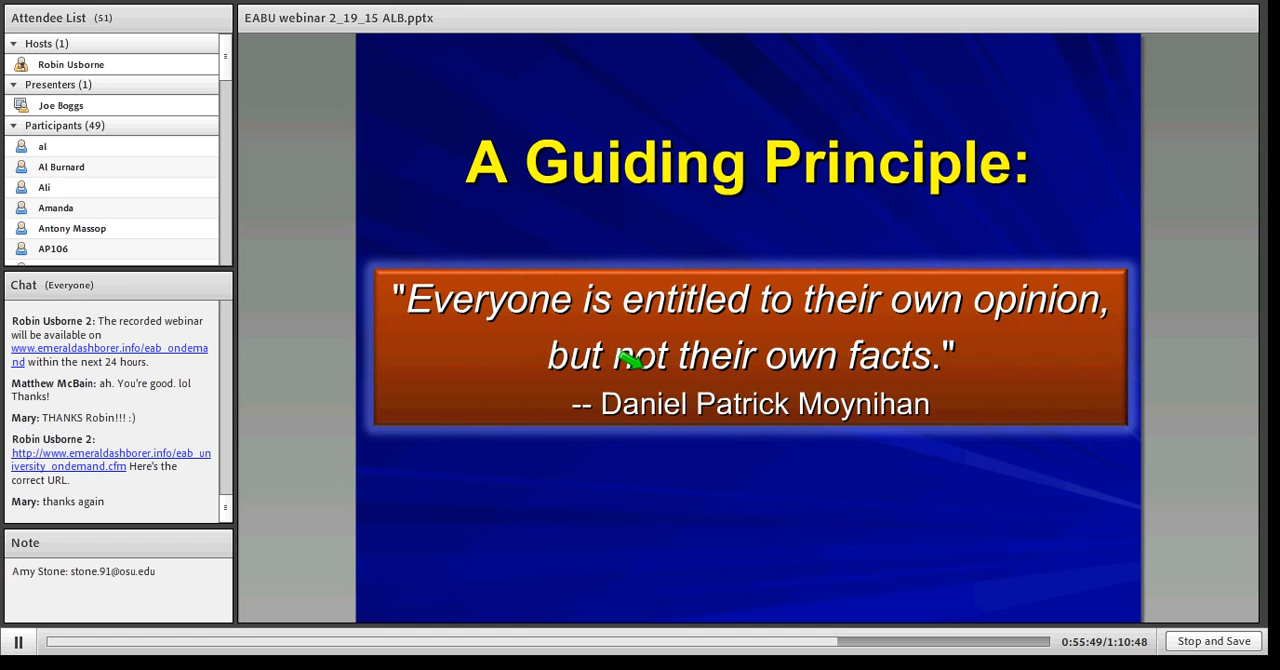 Attendee List (51)
Hosts (1)
Robin Usborne
Presenters (1)
Joe Boggs
Participants (49)
al
Al Burnard
Ali
Amanda
Antony Massop
AP106
Chat (Everyone)
Robin Usborne 2: The recorded webinar
will be available on
www.emeraldashborer.info/eab_ondema
nd within the next 24 hours.
Matthew McBain: ah. You're good. lol
Thanks!
Mary: THANKS Robin!!! :)
Robin Usborne 2:
http://www.emeraldashborer.info/eab_un
iversity_ondemand.cfm Here's the
correct URL.
Mary: thanks again
Note
Amy Stone: stone.91@osu.edu
EABU webinar 2_19_15 ALB.pptx
A Guiding Principle:
"Everyone is entitled to their own opinion,
but not their own facts."
-- Daniel Patrick Moynihan
0:55:49/1:10:48
Stop and Save